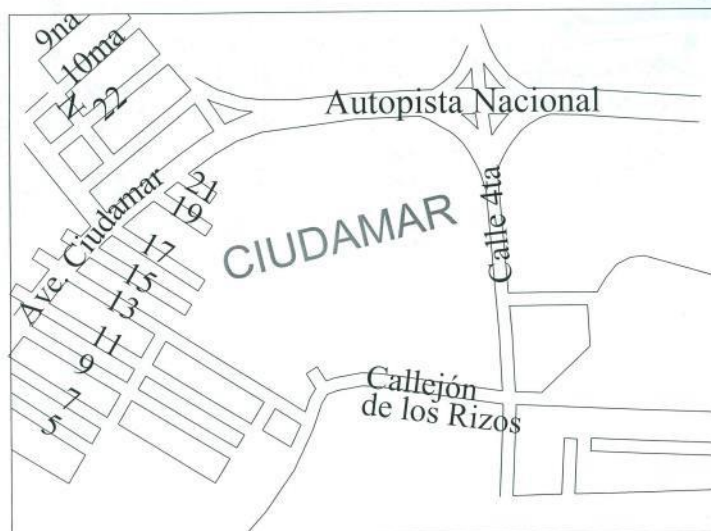 9na
10ma
Z
22
Autopista Nacional
21
19
Ave. Ciudamar
CIUDAMAR
Calle 4ta
17
15
13
11
9
7
5
Callejón
de los Rizos